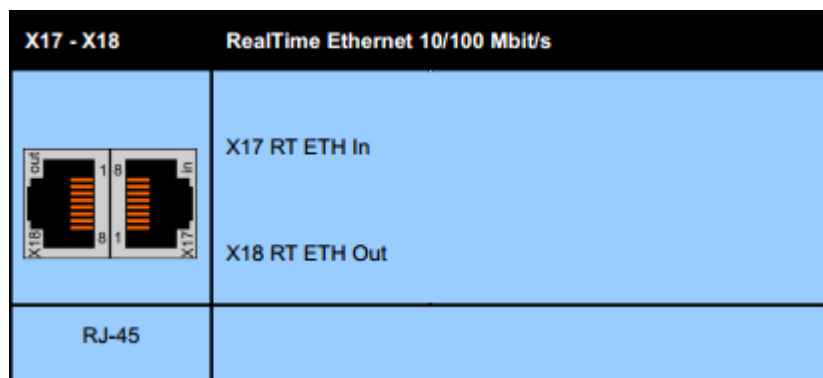 X17 - X18 RealTime Ethernet 10/100 Mbit/s
X17 RT ETH In
out 1 8 in
X18 8 1 X17
X18 RT ETH Out
RJ-45